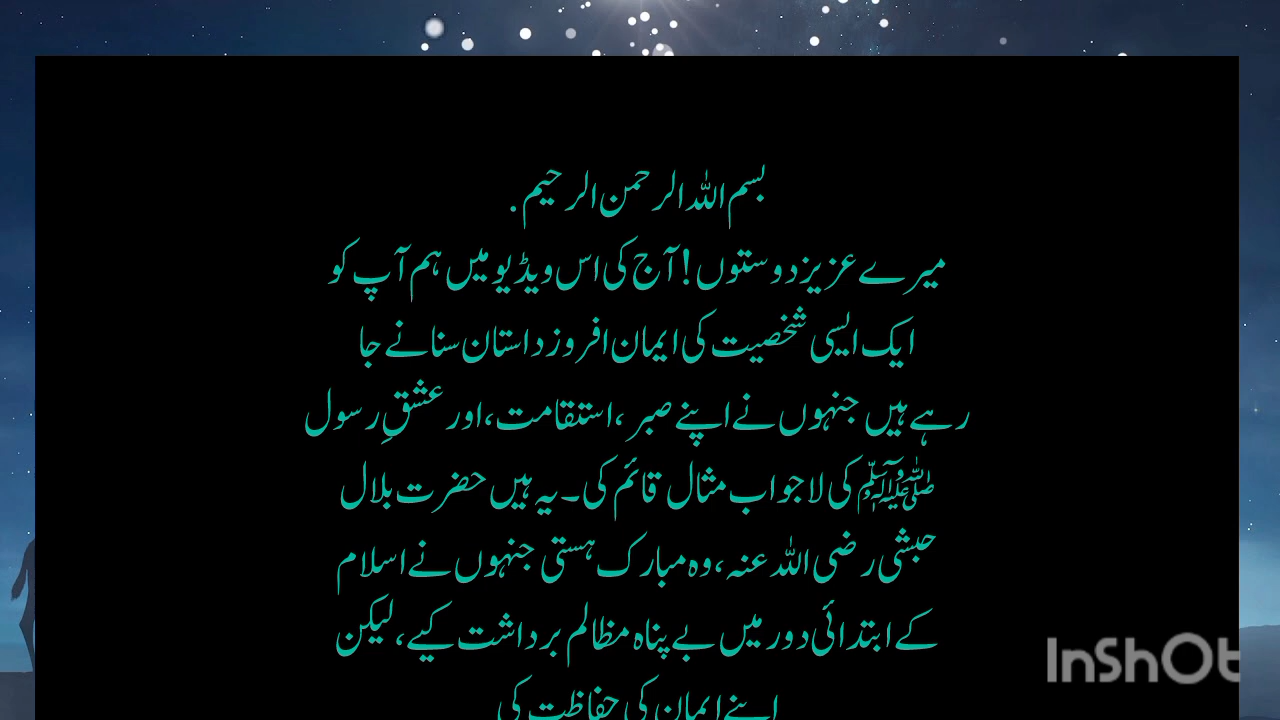 بسم اللہ الرحمن الرحیم.
میرے عزیز دوستوں! آج کی اس ویڈیو میں ہم آپ کو
ایک ایسی شخصیت کی ایمان افروز داستان سنانے جا
رہے ہیں جنہوں نے اپنے صبر ،استقامت، اور عشقِ رسول
ﷺ کی لاجواب مثال قائم کی۔ یہ ہیں حضرت بلال
حبشی رضی اللہ عنہ، وہ مبارک ہستی جنہوں نے اسلام
کے ابتدائی دور میں بے پناہ مظالم برداشت کیے، لیکن
اپنے ایمان کی حفاظت کی
InShOt